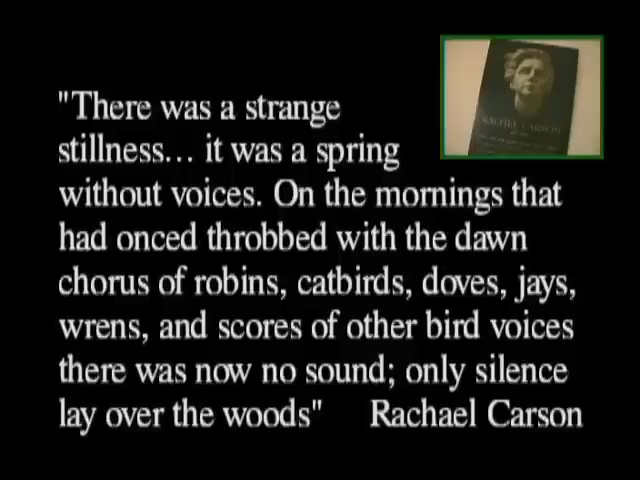 "There was a strange
stillness... it was a spring
without voices. On the mornings that
had onced throbbed with the dawn
chorus of robins, catbirds, doves, jays,
wrens, and scores of other bird voices
there was now no sound; only silence
lay over the woods" Rachael Carson
RACHEL CARSON